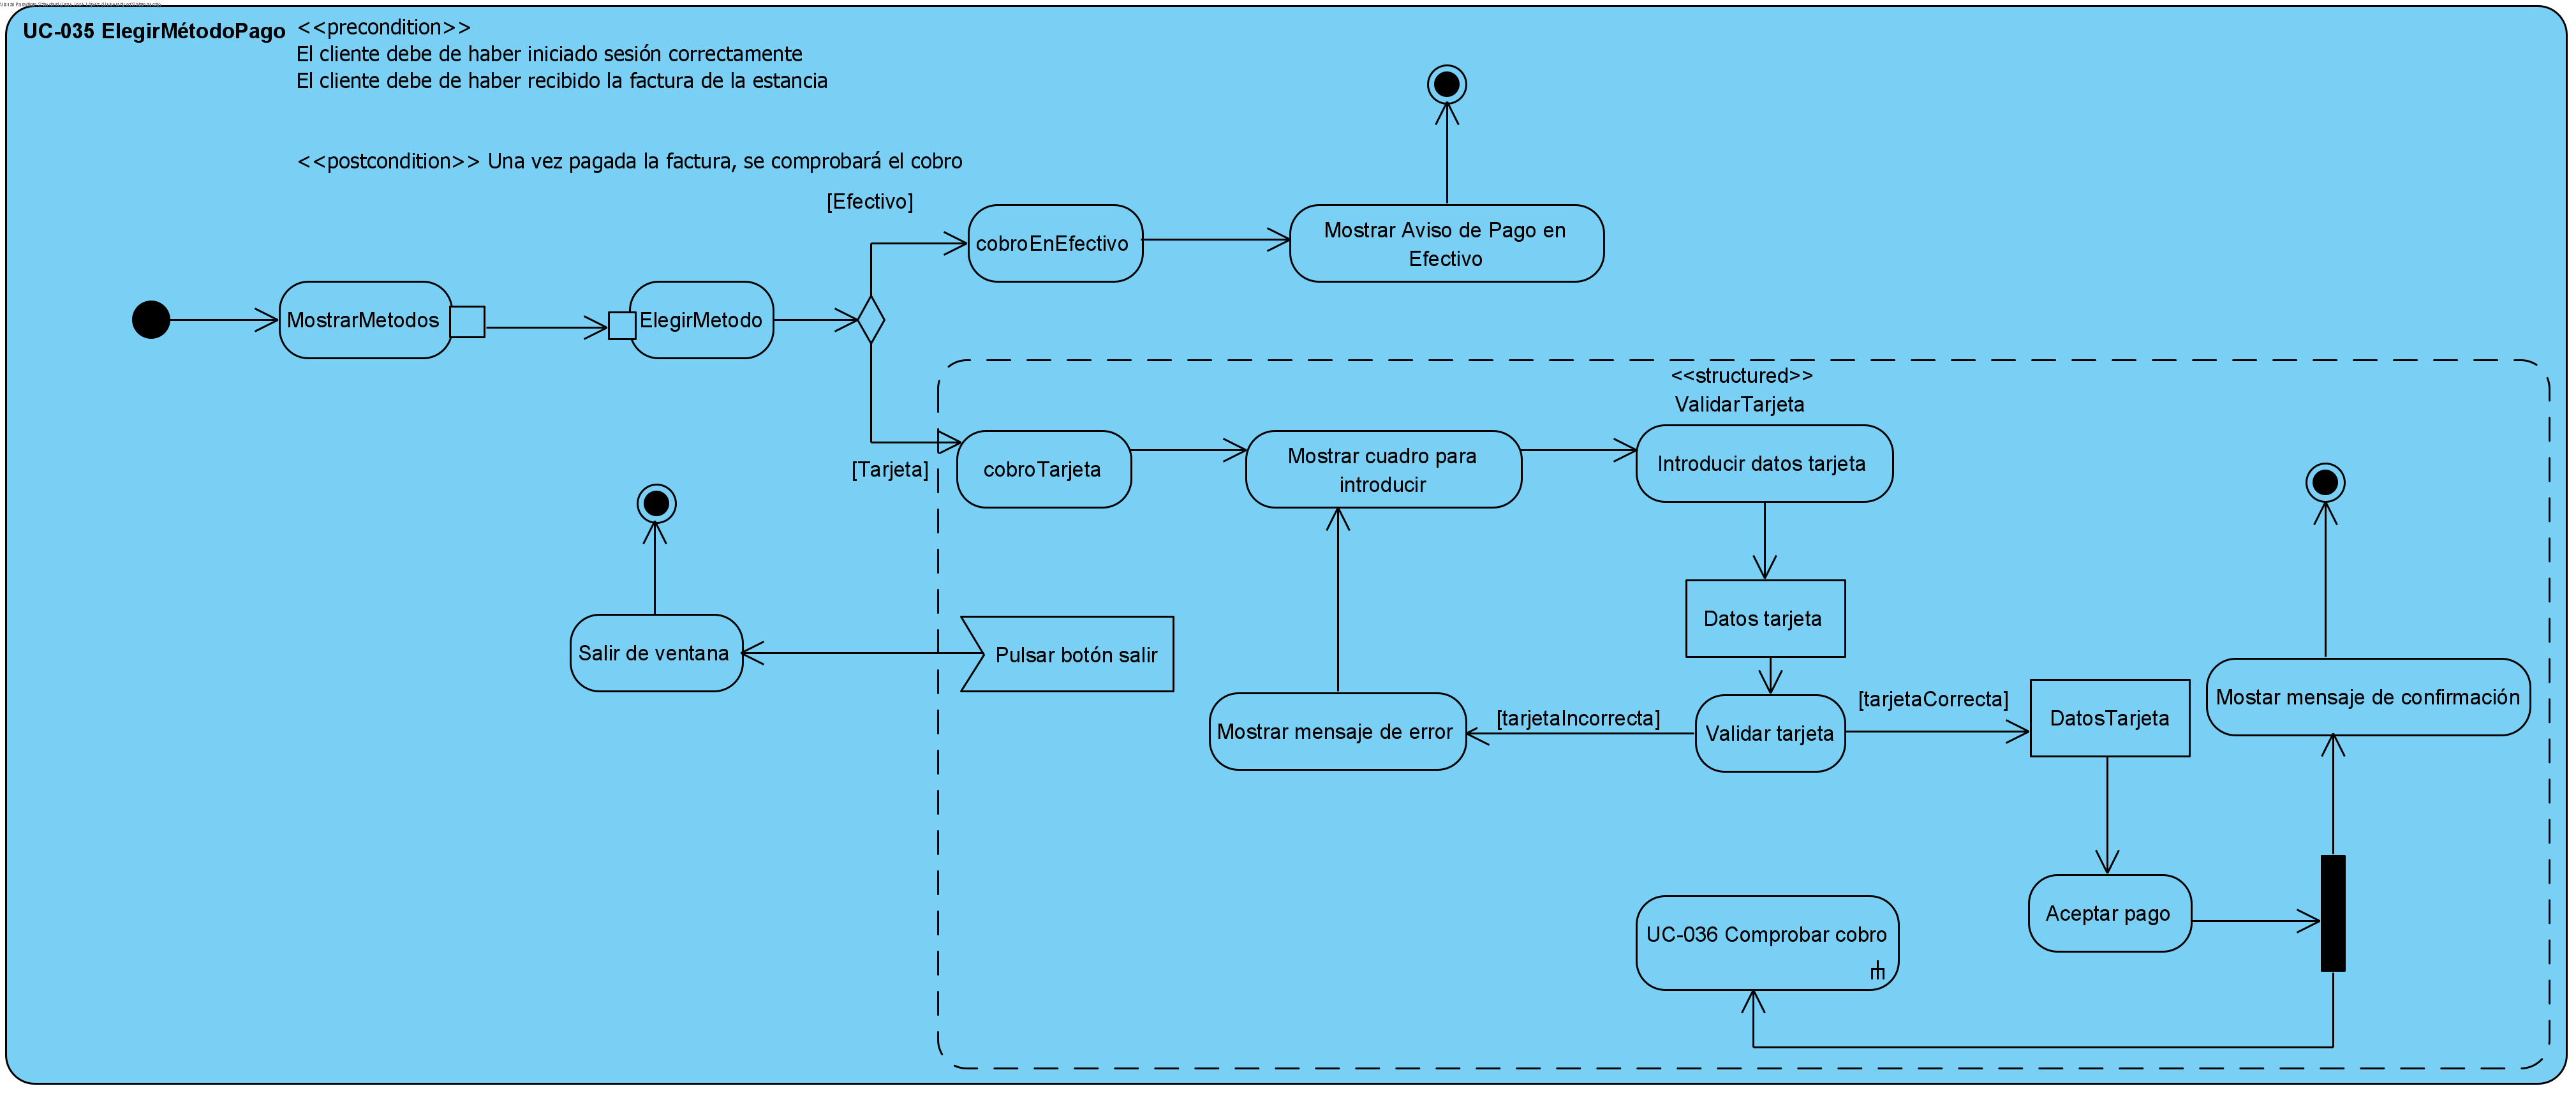 UC-035 ElegirMétodoPago
<<precondition>>
El cliente debe de haber iniciado sesión correctamente
El cliente debe de haber recibido la factura de la estancia
<<postcondition>> Una vez pagada la factura, se comprobará el cobro
[Efectivo]
cobroEnEfectivo
Mostrar Aviso de Pago en
Efectivo
MostrarMetodos
ElegirMetodo
<<structured>>
ValidarTarjeta
[Tarjeta]
cobroTarjeta
Mostrar cuadro para
introducir
Introducir datos tarjeta
Datos tarjeta
Salir de ventana
Pulsar botón salir
Mostrar mensaje de error
[tarjetaIncorrecta]
Validar tarjeta
[tarjetaCorrecta]
DatosTarjeta
Mostar mensaje de confirmación
Aceptar pago
UC-036 Comprobar cobro